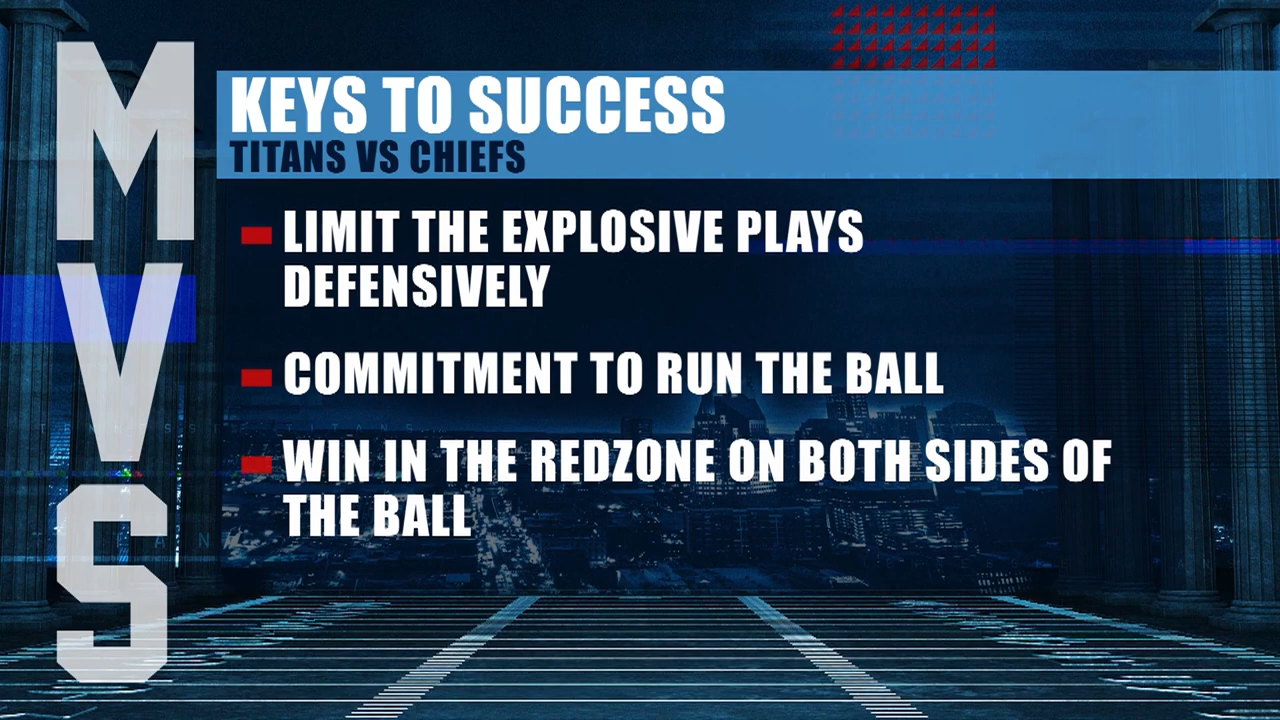 MVS
KEYS TO SUCCESS
TITANS VS CHIEFS
LIMIT THE EXPLOSIVE PLAYS
DEFENSIVELY
COMMITMENT TO RUN THE BALL
WIN IN THE REDZONE ON BOTH SIDES OF
THE BALL